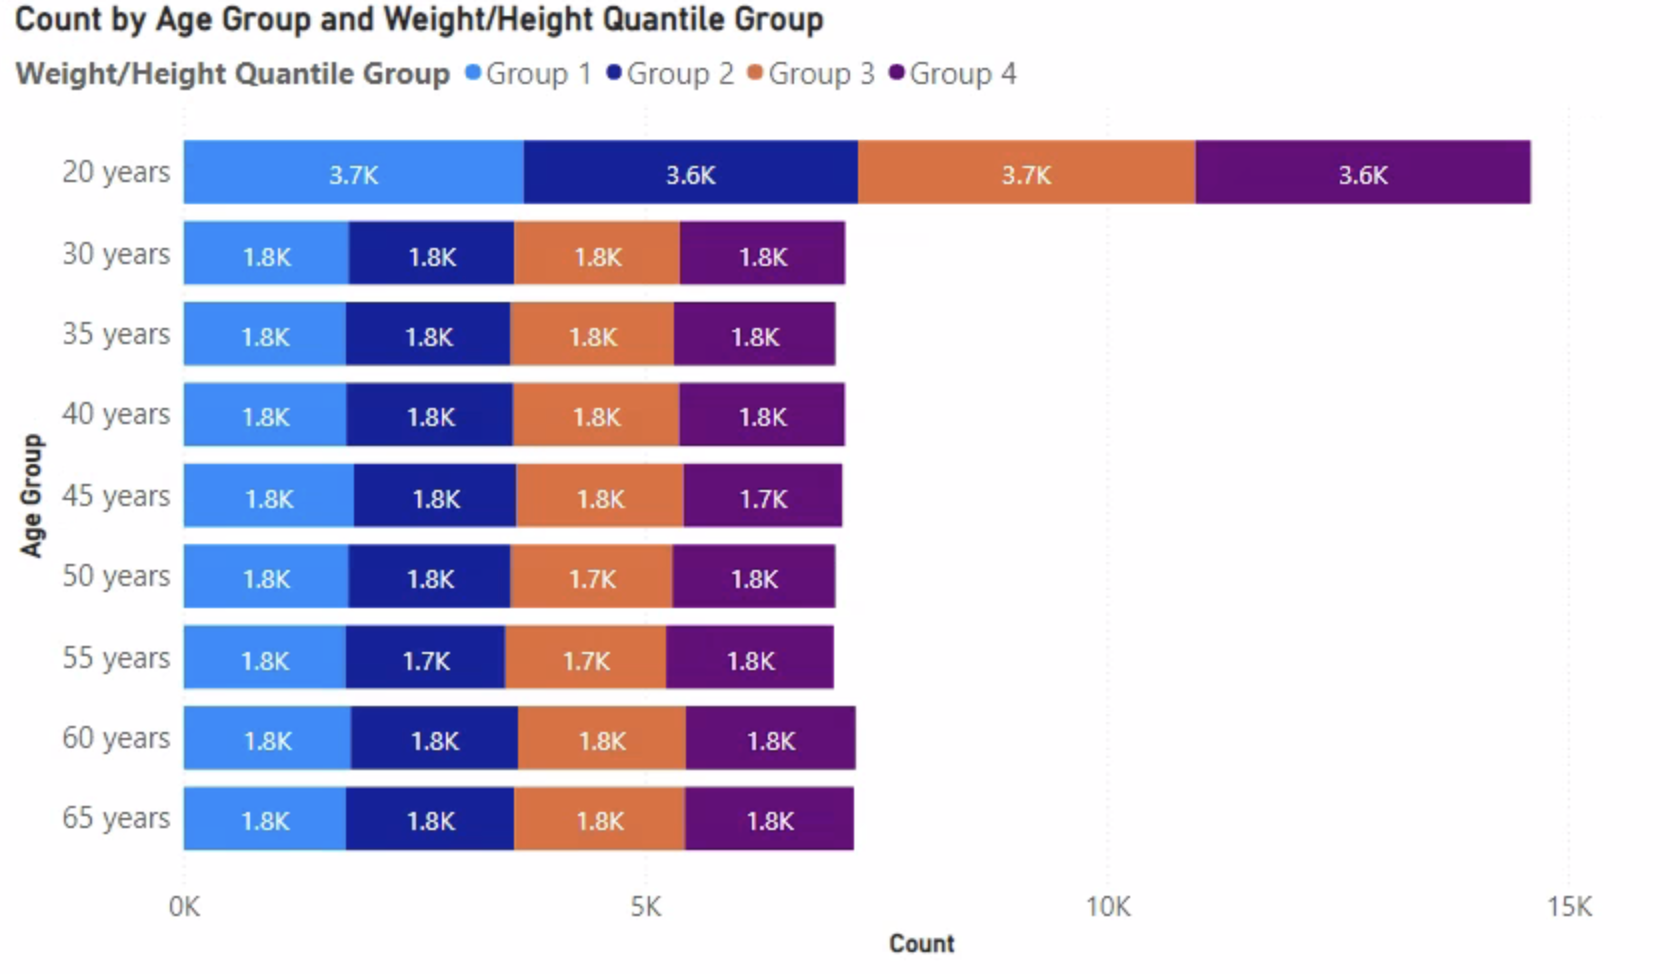 Count by Age Group and Weight/Height Quantile Group
Weight/Height Quantile Group Group 1 Group 2 Group 3 Group 4
20 years 3.7K 3.6K 3.7K 3.6K
30 years 1.8K 1.8K 1.8K 1.8K
35 years 1.8K 1.8K 1.8K 1.8K
40 years 1.8K 1.8K 1.8K 1.8K
45 years 1.8K 1.8K 1.8K 1.7K
50 years 1.8K 1.8K 1.7K 1.8K
55 years 1.8K 1.7K 1.7K 1.8K
60 years 1.8K 1.8K 1.8K 1.8K
65 years 1.8K 1.8K 1.8K 1.8K
Age Group
0K 5K 10K 15K
Count